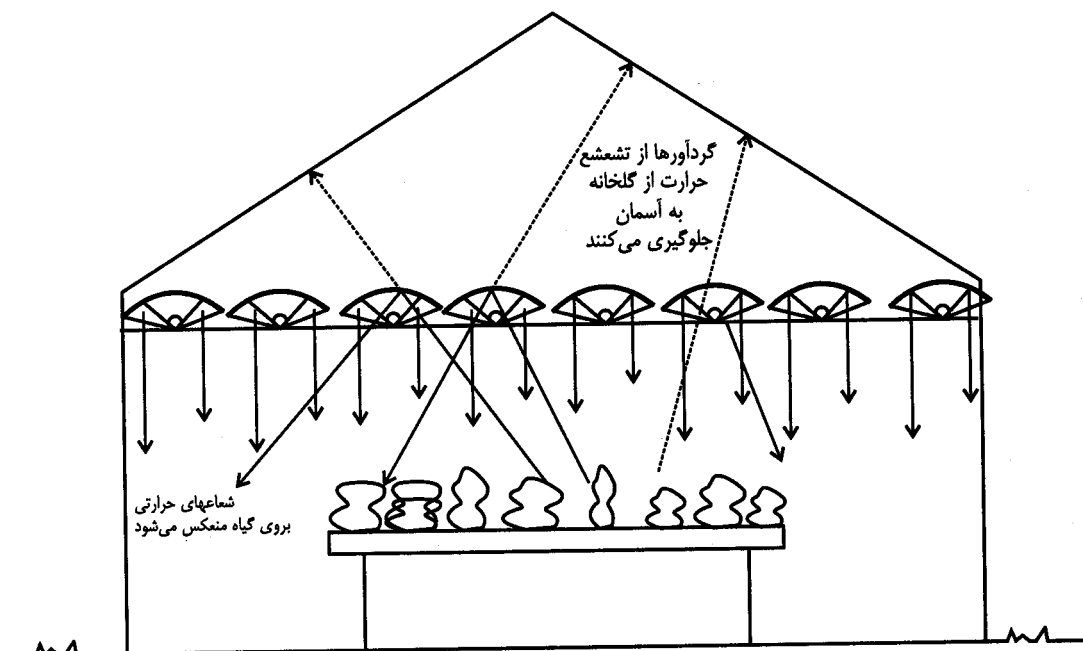 گردآورها از تشعشع
حرارت از گلخانه
به آسمان
جلوگیری می‌کنند
شعاعهای حرارتی
بروی گیاه منعکس می‌شود